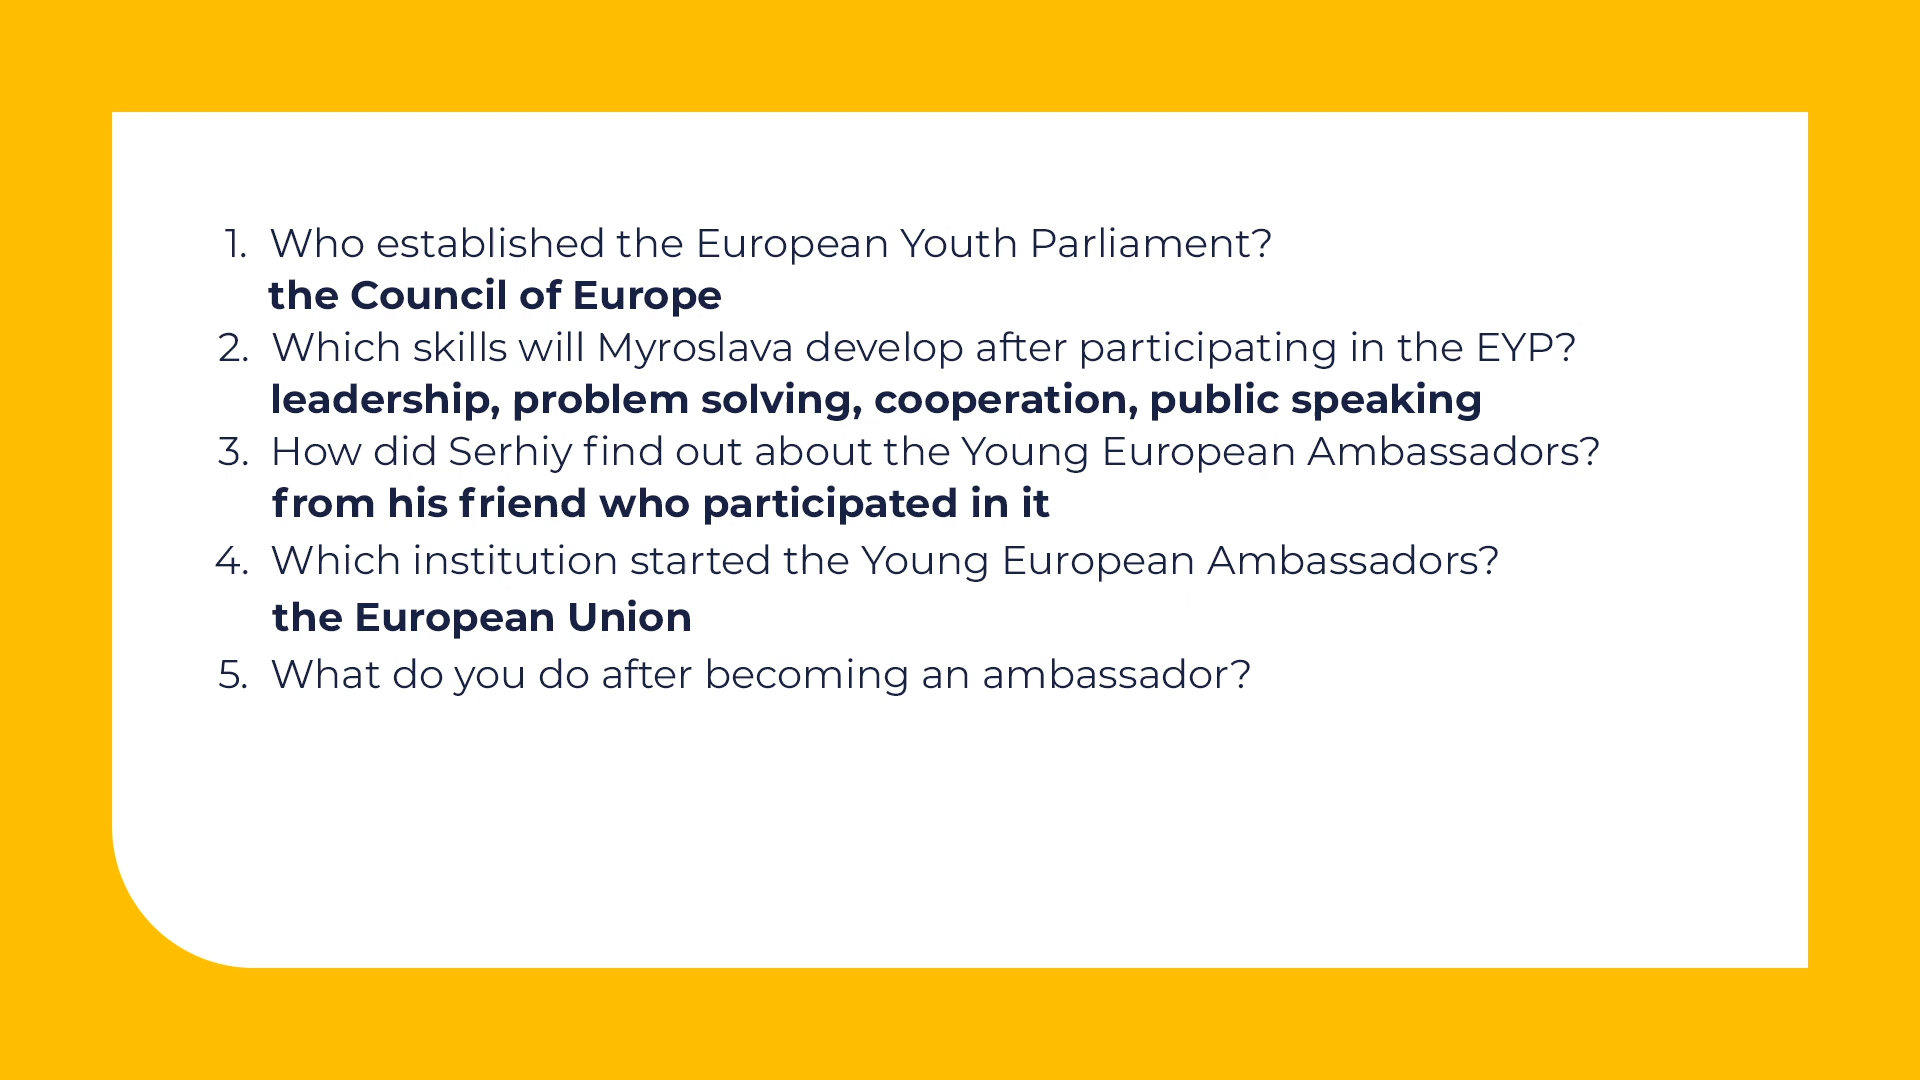 1. Who established the European Youth Parliament?
the Council of Europe
2. Which skills will Myroslava develop after participating in the EYP?
leadership, problem solving, cooperation, public speaking
3. How did Serhiy find out about the Young European Ambassadors?
from his friend who participated in it
4. Which institution started the Young European Ambassadors?
the European Union
5. What do you do after becoming an ambassador?